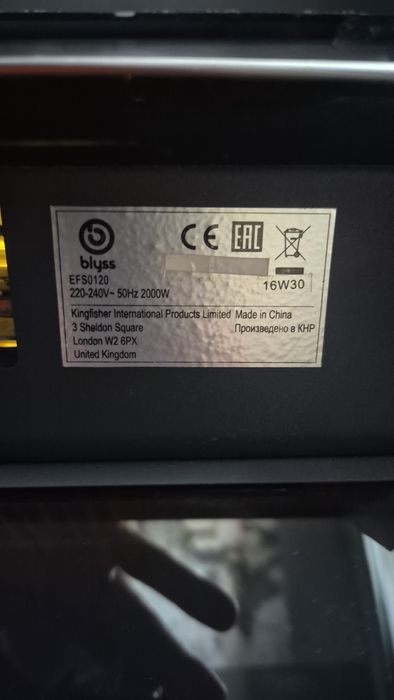 blyss
CE EAC
EFS0120
220-240V~ 50Hz 2000W
16W30
Kingfisher International Products Limited Made in China
3 Sheldon Square Произведено в КНР
London W2 6PX
United Kingdom